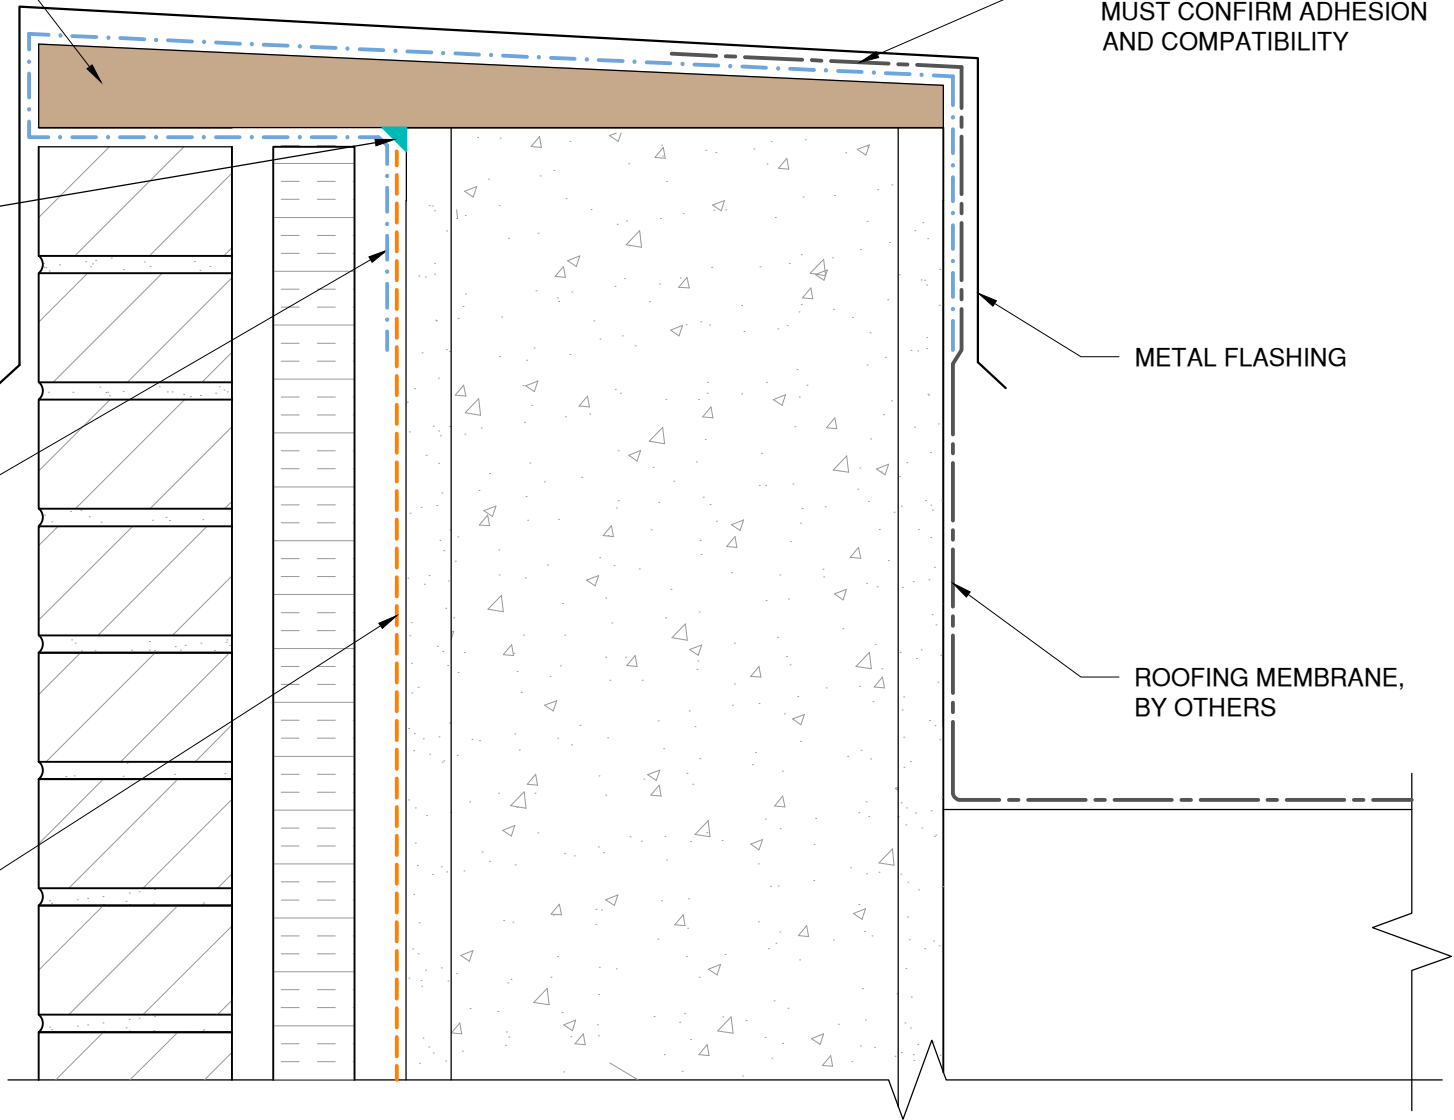 MUST CONFIRM ADHESION
AND COMPATIBILITY
METAL FLASHING
ROOFING MEMBRANE,
BY OTHERS